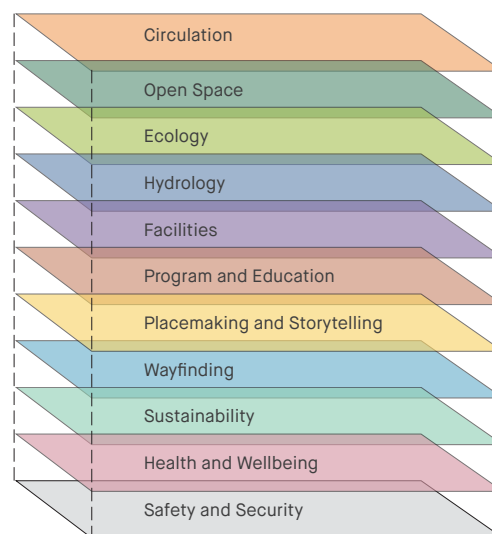 Circulation
Open Space
Ecology
Hydrology
Facilities
Program and Education
Placemaking and Storytelling
Wayfinding
Sustainability
Health and Wellbeing
Safety and Security